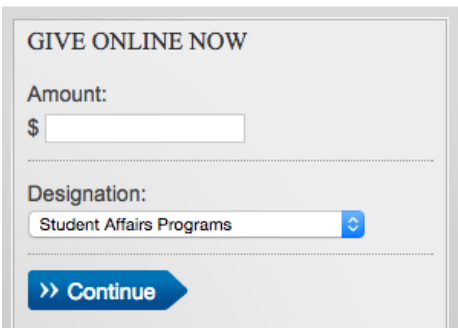 GIVE ONLINE NOW
Amount:
$
Designation:
Student Affairs Programs
›› Continue